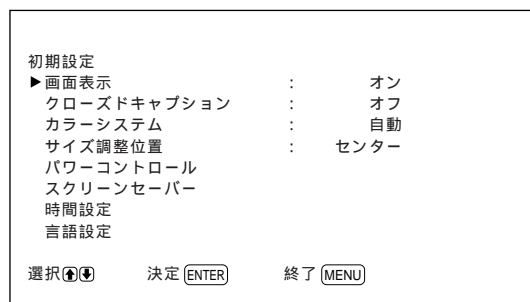 初期設定
▶画面表示 : オン
クローズドキャプション : オフ
カラーシステム : 自動
サイズ調整位置 : センター
パワーコントロール
スクリーンセーバー
時間設定
言語設定
選択⬆⬇ 決定 ENTER 終了 MENU